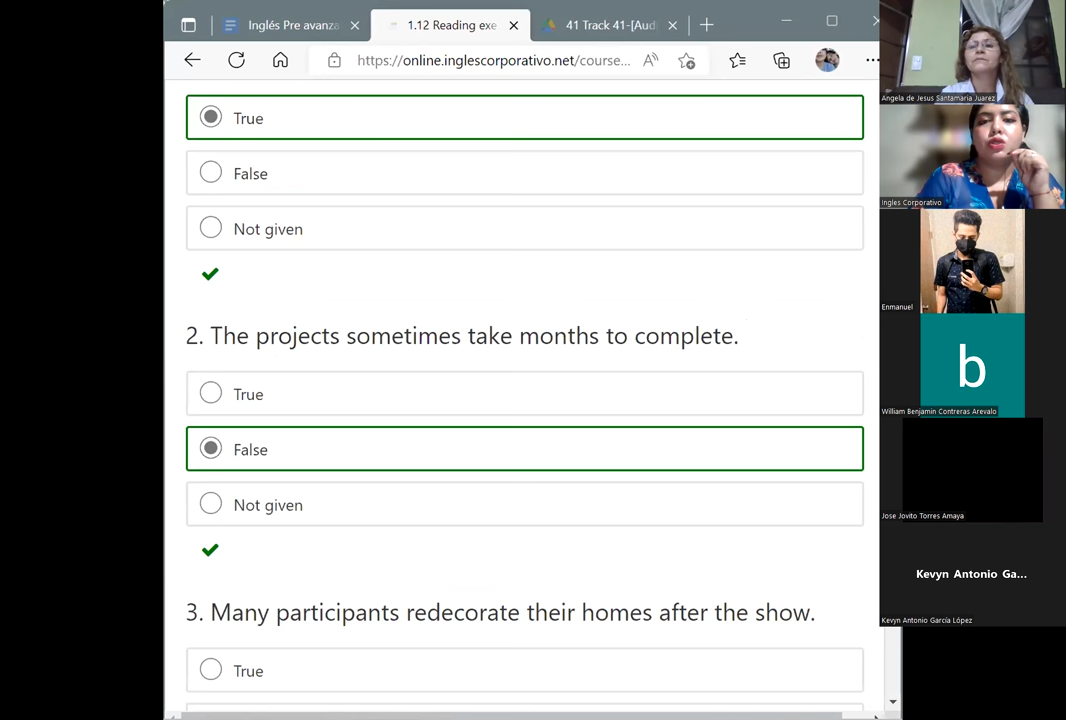 Inglés Pre avanza
1.12 Reading exe
41 Track 41-[Aud
https://online.inglescorporativo.net/course...
True
False
Not given
2. The projects sometimes take months to complete.
True
False
Not given
3. Many participants redecorate their homes after the show.
True
Angela de Jesus Santamaria Juarez
Ingles Corporativo
Enmanuel
b
William Benjamin Contreras Arevalo
Jose Jovito Torres Amaya
Kevyn Antonio Ga...
Kevyn Antonio García López